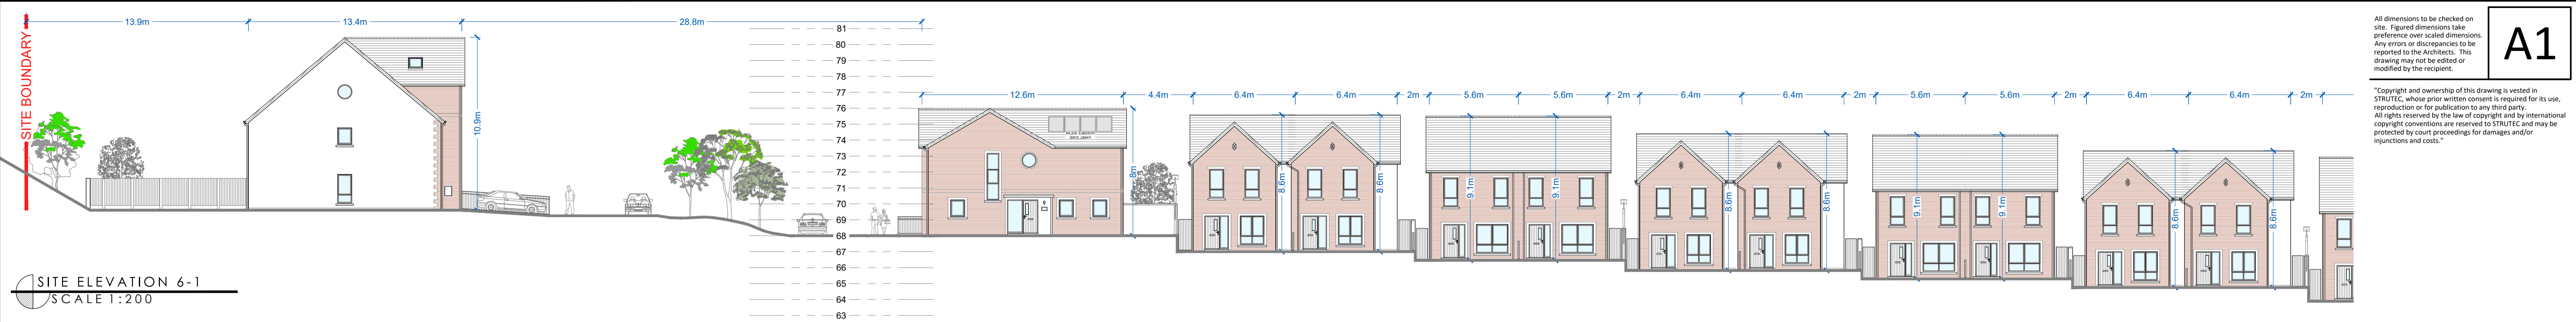 13.9m 13.4m 28.8m
SITE BOUNDARY
10.9m
81
80
79
78
77
76
75
74
73
72
71
70
69
68
67
66
65
64
63
12.6m 4.4m 6.4m 6.4m 2m 5.6m 5.6m 2m 6.4m 6.4m 2m 5.6m 5.6m 2m 6.4m 6.4m 2m
8m
8.6m
8.6m
9.1m
9.1m
8.6m
8.6m
9.1m
9.1m
8.6m
8.6m
SITE ELEVATION 6-1
SCALE 1:200
All dimensions to be checked on
site. Figured dimensions take
preference over scaled dimensions.
Any errors or discrepancies to be
reported to the Architects. This
drawing may not be edited or
modified by the recipient.
A1
"Copyright and ownership of this drawing is vested in
STRUTEC, whose prior written consent is required for its use,
reproduction or for publication to any third party.
All rights reserved by the law of copyright and by international
copyright conventions are reserved to STRUTEC and may be
protected by court proceedings for damages and/or
injunctions and costs."